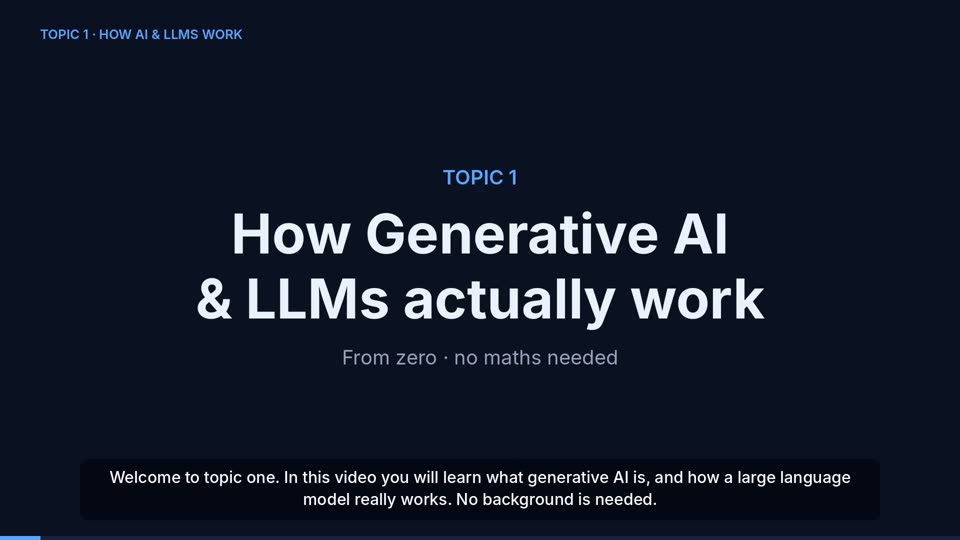 TOPIC 1 · HOW AI & LLMS WORK
TOPIC 1
How Generative AI
& LLMs actually work
From zero · no maths needed
Welcome to topic one. In this video you will learn what generative AI is, and how a large language
model really works. No background is needed.